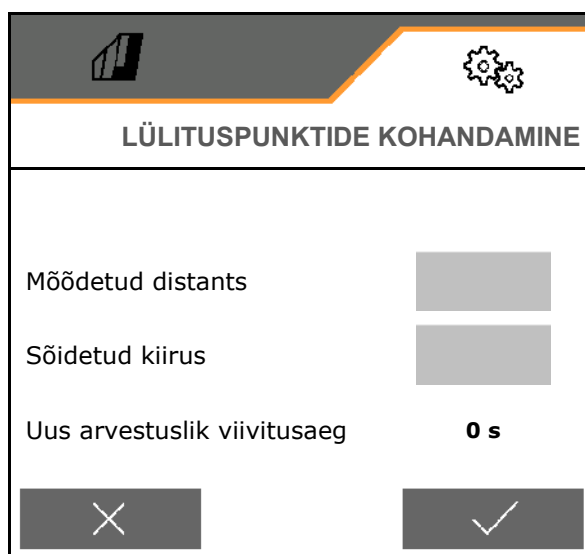 LÜLITUSPUNKTIDE KOHANDAMINE
Mõõdetud distants
Sõidetud kiirus
Uus arvestuslik viivitusaeg 0 s